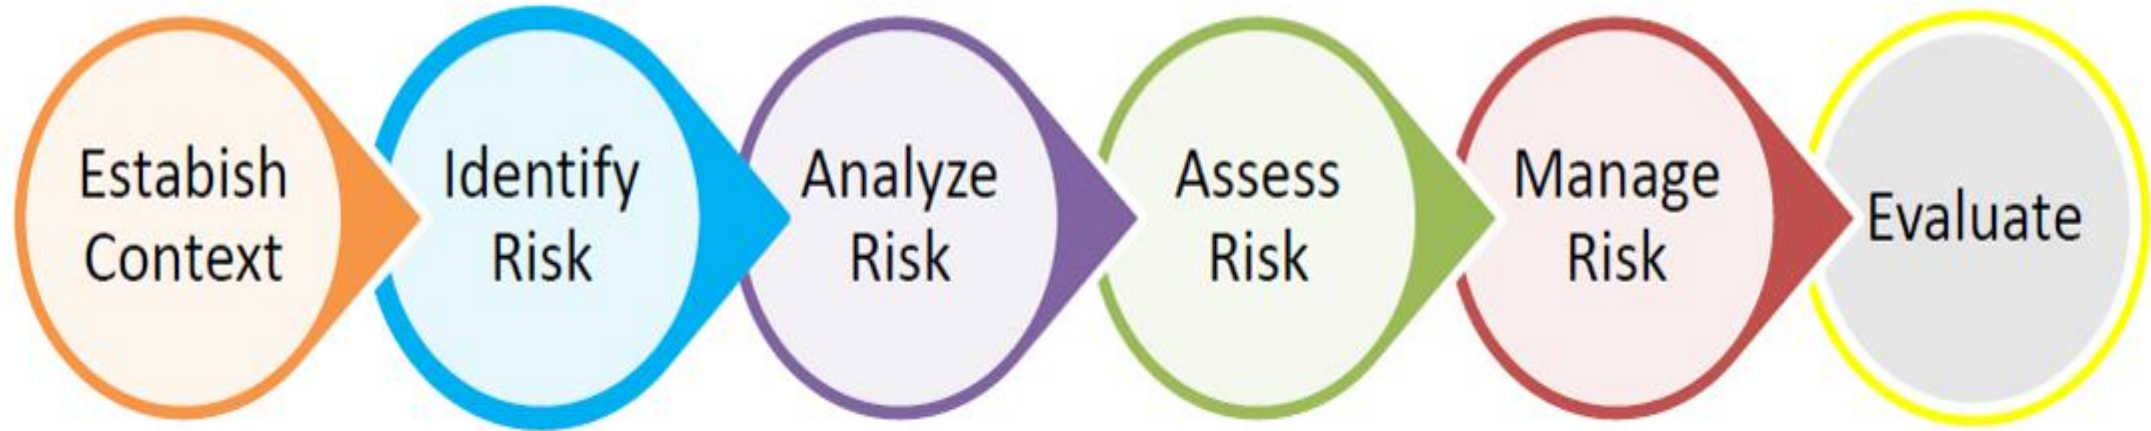 Estabish
Context
Identify
Risk
Analyze
Risk
Assess
Risk
Manage
Risk
Evaluate